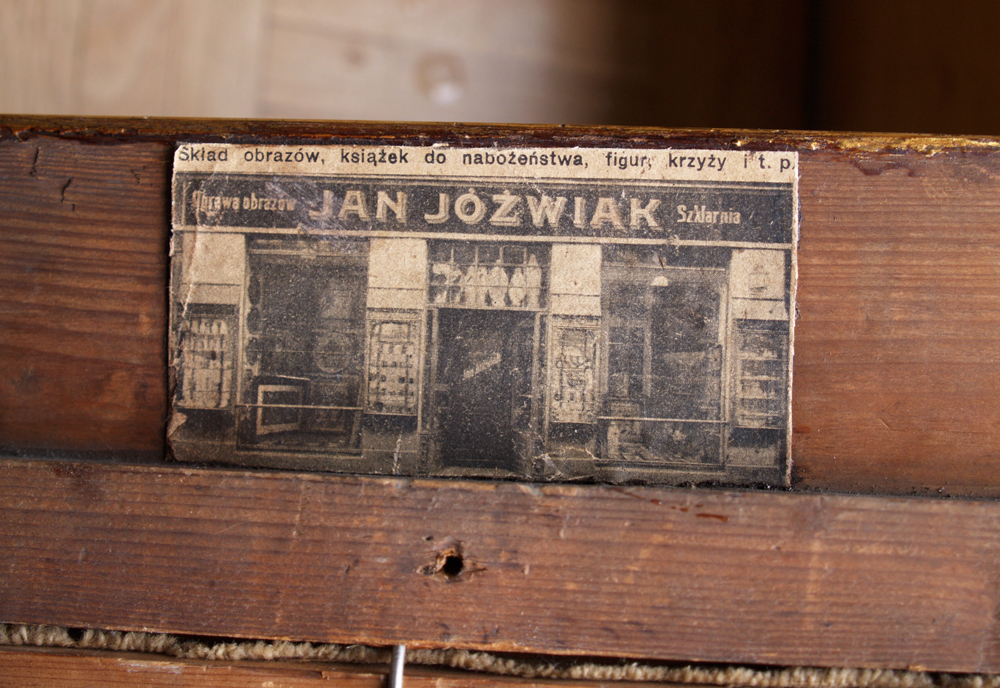 Skład obrazów, książek do nabożeństwa, figur, krzyży i t. p.
Oprawa obrazów JAN JÓŹWIAK Szklarnia